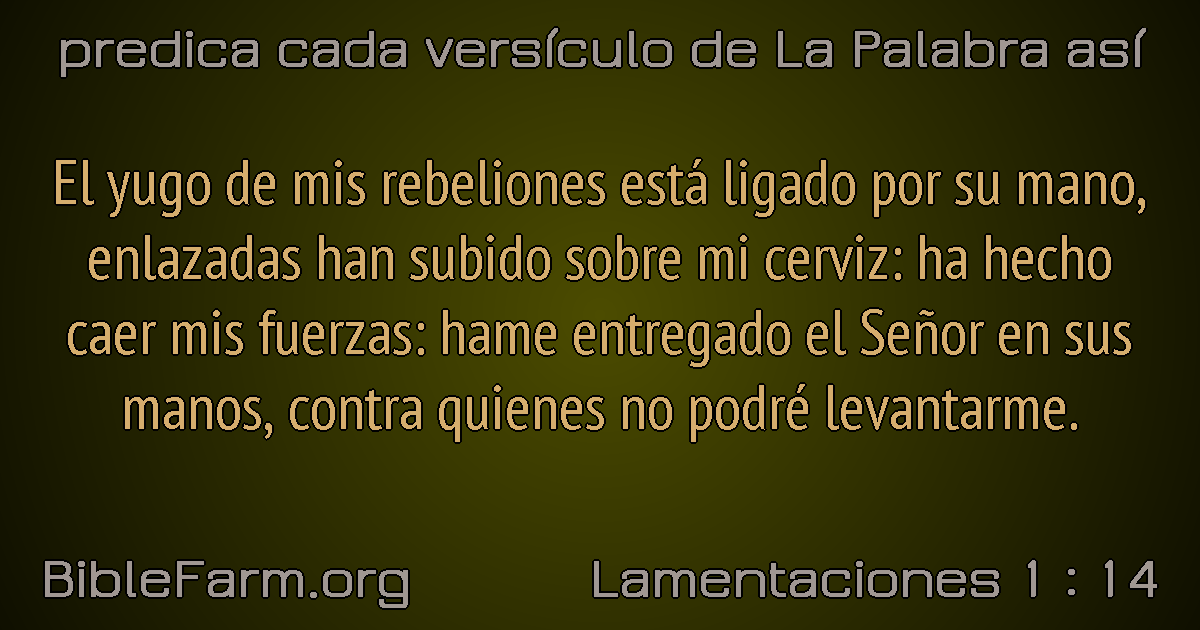 predica cada versículo de La Palabra así
El yugo de mis rebeliones está ligado por su mano,
enlazadas han subido sobre mi cerviz: ha hecho
caer mis fuerzas: hame entregado el Señor en sus
manos, contra quienes no podré levantarme.
BibleFarm.org
Lamentaciones 1 : 14